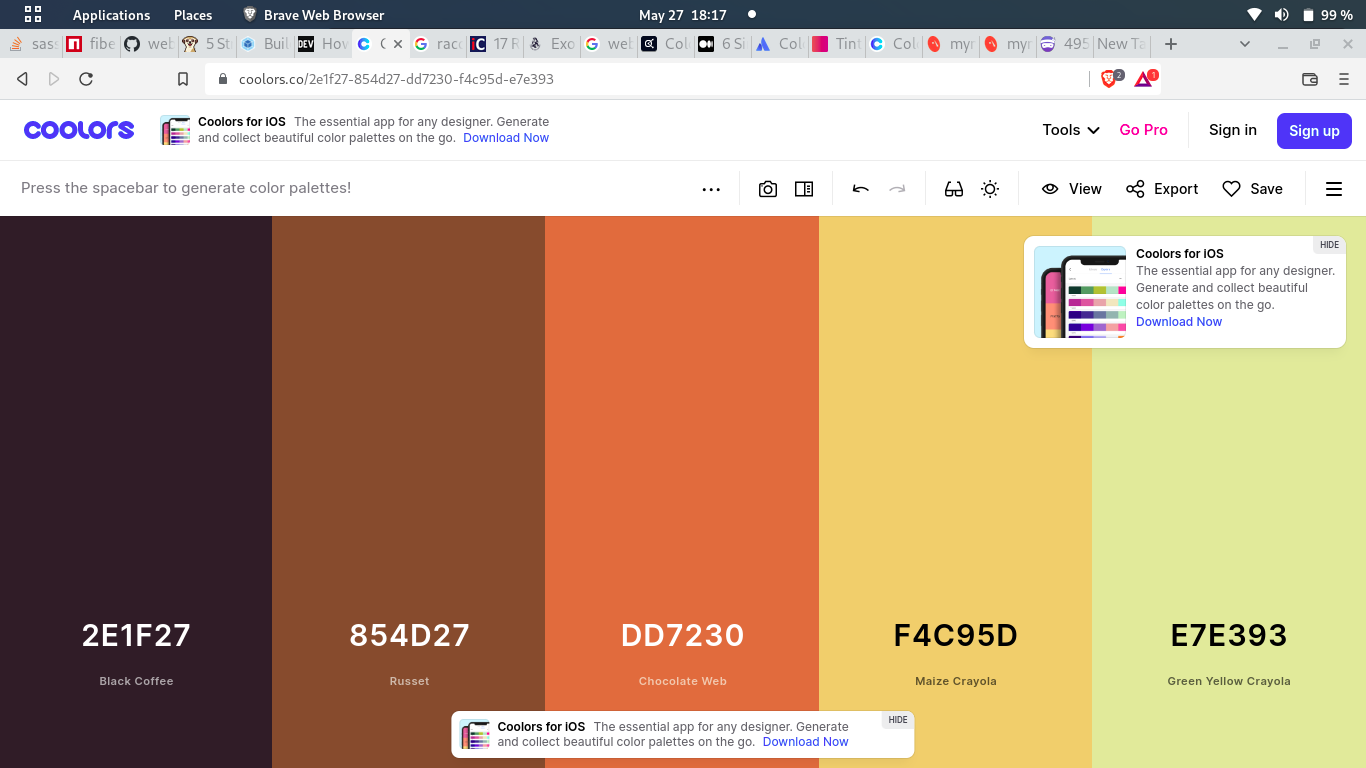 Applications Places Brave Web Browser May 27 18:17 99 %
sass fibe web 5 St Buil DEV How C racc iC 17 R Exo web Col 6 Si Colo Tint Colo myr myr 495 New Ta
coolors.co/2e1f27-854d27-dd7230-f4c95d-e7e393 2 1
coolors
Coolors for iOS The essential app for any designer. Generate
and collect beautiful color palettes on the go. Download Now
Tools Go Pro Sign in Sign up
Press the spacebar to generate color palettes!
View Export Save
HIDE
Coolors for iOS
The essential app for any designer.
Generate and collect beautiful
color palettes on the go.
Download Now
2E1F27 854D27 DD7230 F4C95D E7E393
Black Coffee Russet Chocolate Web Maize Crayola Green Yellow Crayola
HIDE
Coolors for iOS The essential app for any designer. Generate
and collect beautiful color palettes on the go. Download Now